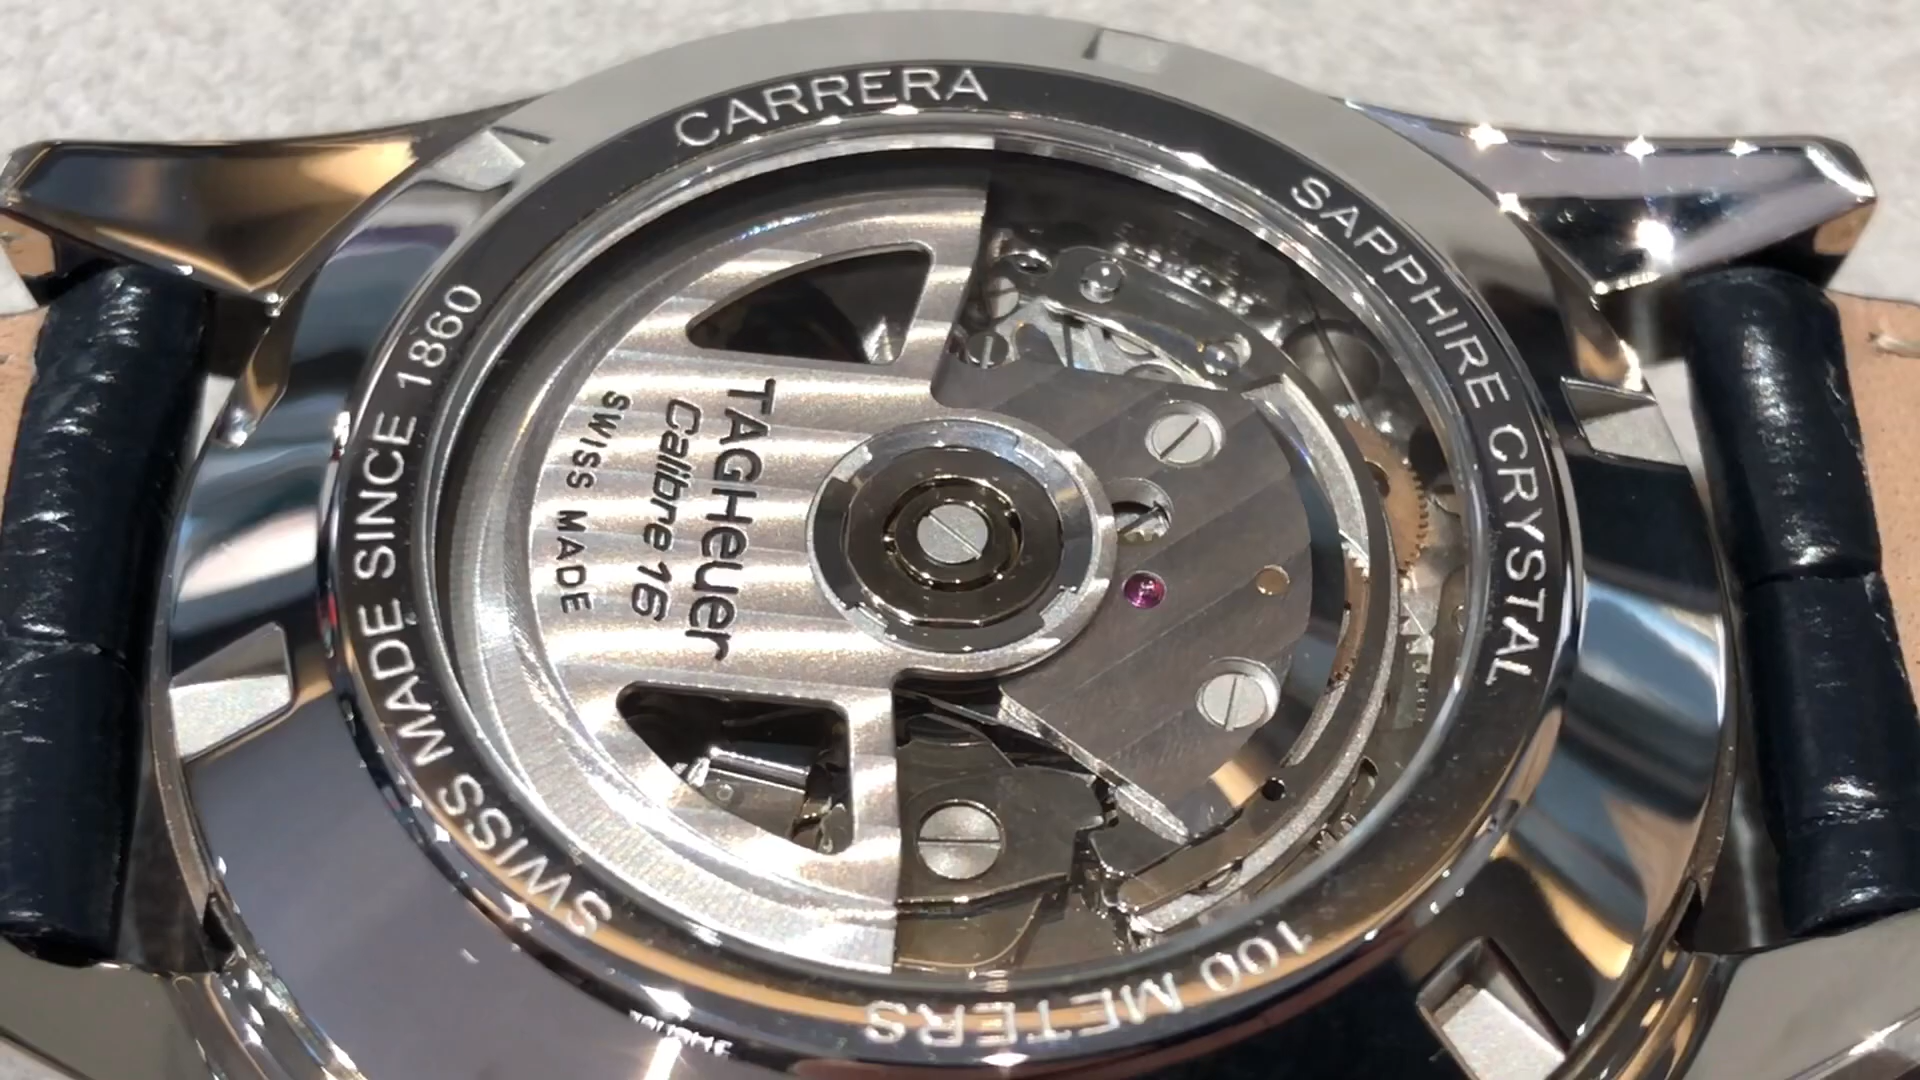 CARRERA
SAPPHIRE CRYSTAL
100 METERS
SWISS MADE SINCE 1860
TAGHEUER
Calibre 16
SWISS MADE